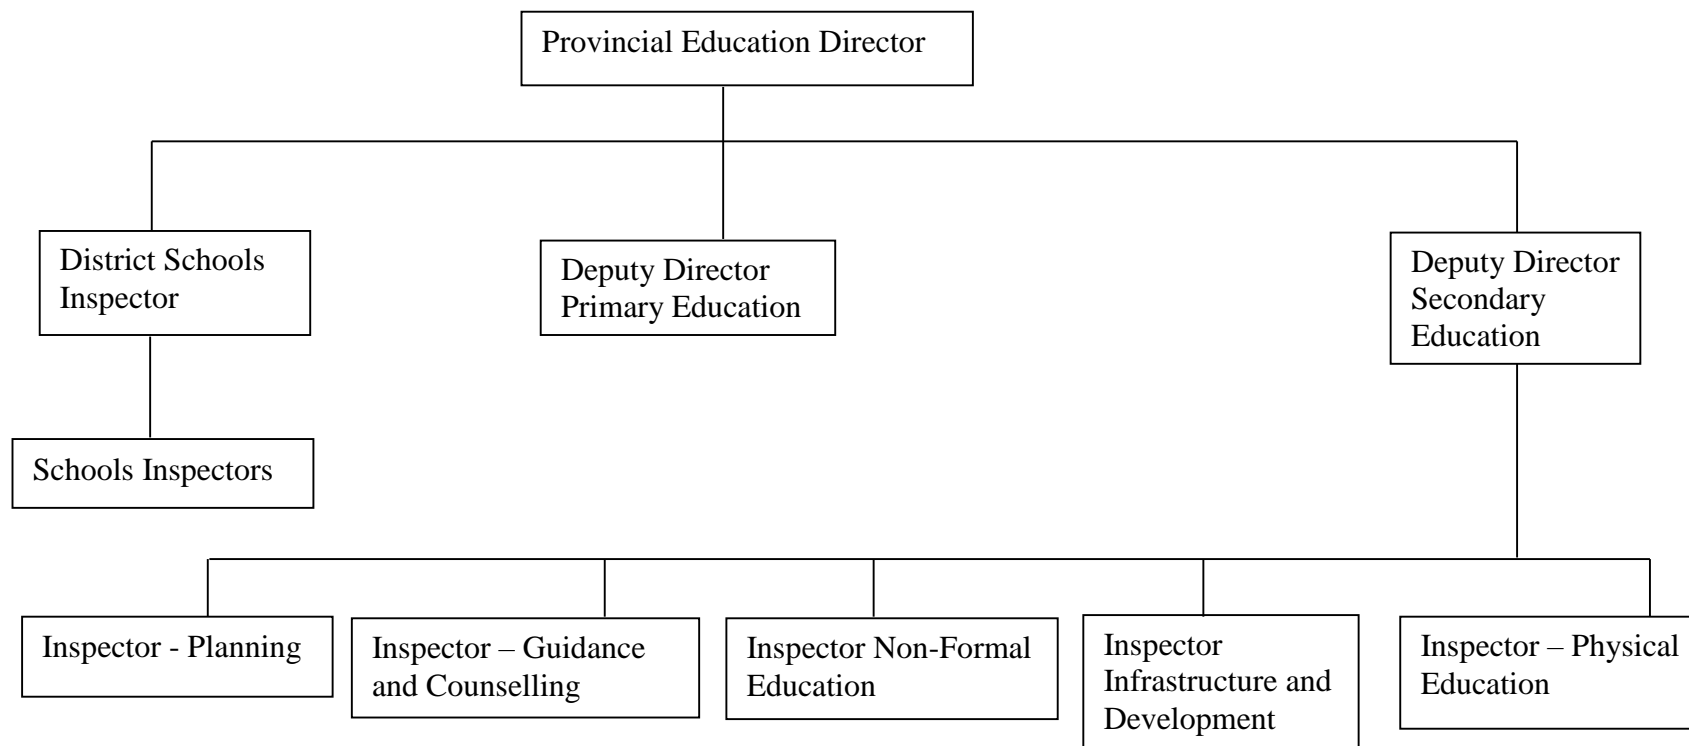 Provincial Education Director
District Schools
Inspector
Deputy Director
Primary Education
Deputy Director
Secondary
Education
Schools Inspectors
Inspector - Planning
Inspector – Guidance
and Counselling
Inspector Non-Formal
Education
Inspector
Infrastructure and
Development
Inspector – Physical
Education